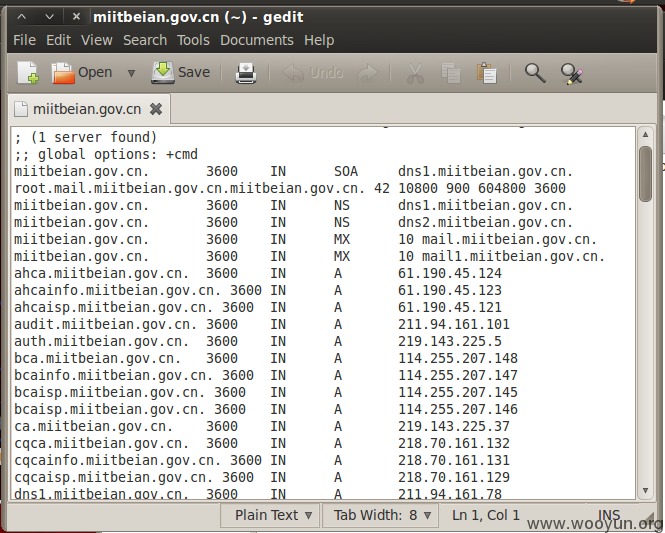 miitbeian.gov.cn (~) - gedit
File Edit View Search Tools Documents Help
Open Save Undo
miitbeian.gov.cn
; (1 server found)
;; global options: +cmd
miitbeian.gov.cn. 3600 IN SOA dns1.miitbeian.gov.cn.
root.mail.miitbeian.gov.cn.miitbeian.gov.cn. 42 10800 900 604800 3600
miitbeian.gov.cn. 3600 IN NS dns1.miitbeian.gov.cn.
miitbeian.gov.cn. 3600 IN NS dns2.miitbeian.gov.cn.
miitbeian.gov.cn. 3600 IN MX 10 mail.miitbeian.gov.cn.
miitbeian.gov.cn. 3600 IN MX 10 mail1.miitbeian.gov.cn.
ahca.miitbeian.gov.cn. 3600 IN A 61.190.45.124
ahcainfo.miitbeian.gov.cn. 3600 IN A 61.190.45.123
ahcaisp.miitbeian.gov.cn. 3600 IN A 61.190.45.121
audit.miitbeian.gov.cn. 3600 IN A 211.94.161.101
auth.miitbeian.gov.cn. 3600 IN A 219.143.225.5
bca.miitbeian.gov.cn. 3600 IN A 114.255.207.148
bcainfo.miitbeian.gov.cn. 3600 IN A 114.255.207.147
bcaisp.miitbeian.gov.cn. 3600 IN A 114.255.207.145
bcaisp.miitbeian.gov.cn. 3600 IN A 114.255.207.146
ca.miitbeian.gov.cn. 3600 IN A 219.143.225.37
cqca.miitbeian.gov.cn. 3600 IN A 218.70.161.132
cqcainfo.miitbeian.gov.cn. 3600 IN A 218.70.161.131
cqcaisp.miitbeian.gov.cn. 3600 IN A 218.70.161.129
dns1.miitbeian.gov.cn. 3600 IN A 211.94.161.78
Plain Text Tab Width: 8 Ln 1, Col 1 INS
www.wooyun.org